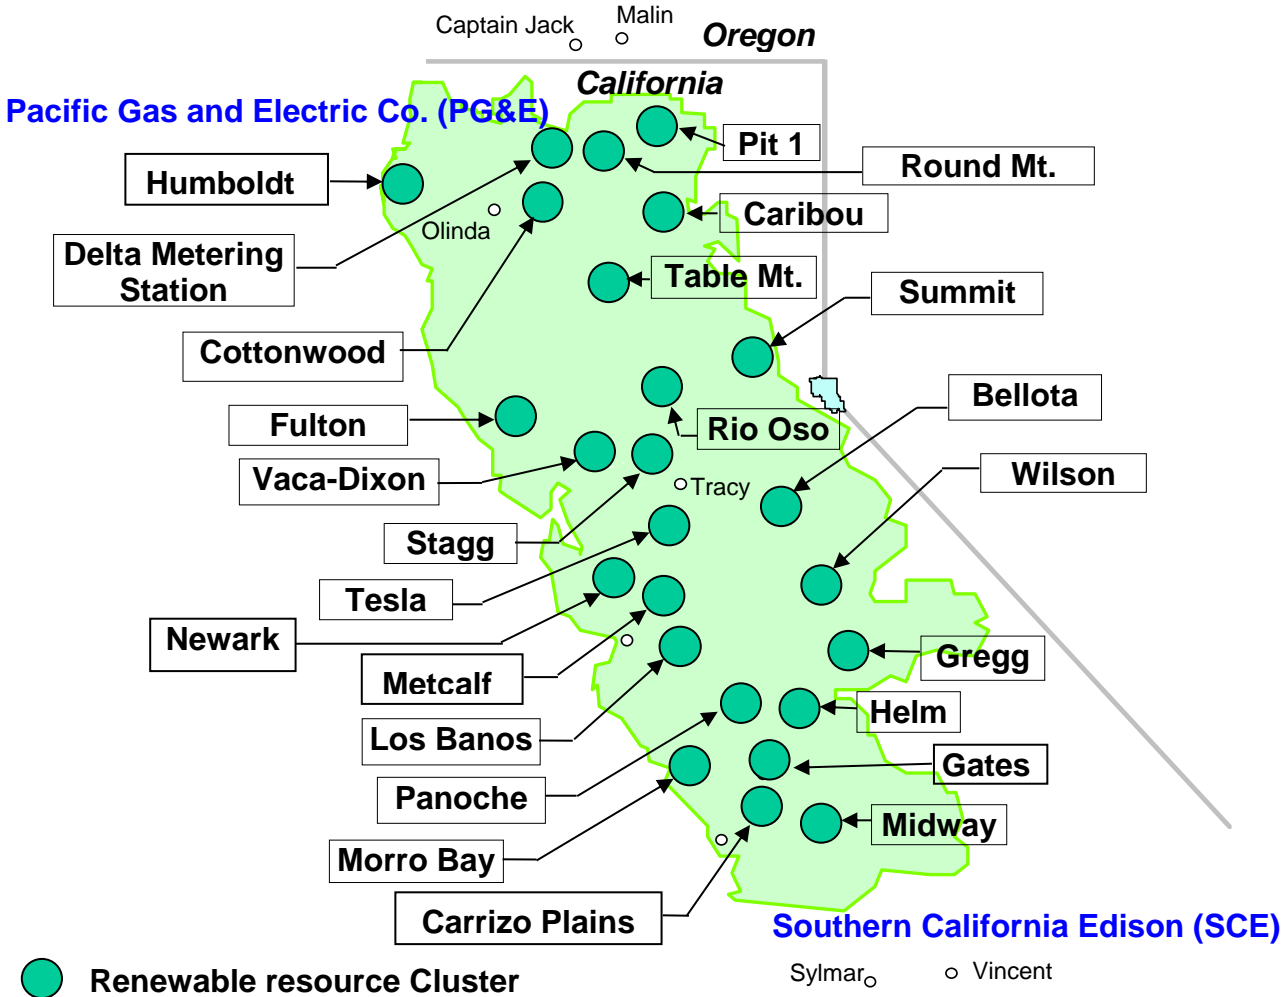 Malin
Captain Jack
Oregon
California
Pacific Gas and Electric Co. (PG&E)
Pit 1
Round Mt.
Humboldt
Caribou
Olinda
Delta Metering
Station
Table Mt.
Summit
Cottonwood
Bellota
Fulton
Rio Oso
Vaca-Dixon
Wilson
Tracy
Stagg
Tesla
Newark
Gregg
Metcalf
Helm
Los Banos
Gates
Panoche
Midway
Morro Bay
Carrizo Plains
Southern California Edison (SCE)
Sylmar
Vincent
Renewable resource Cluster